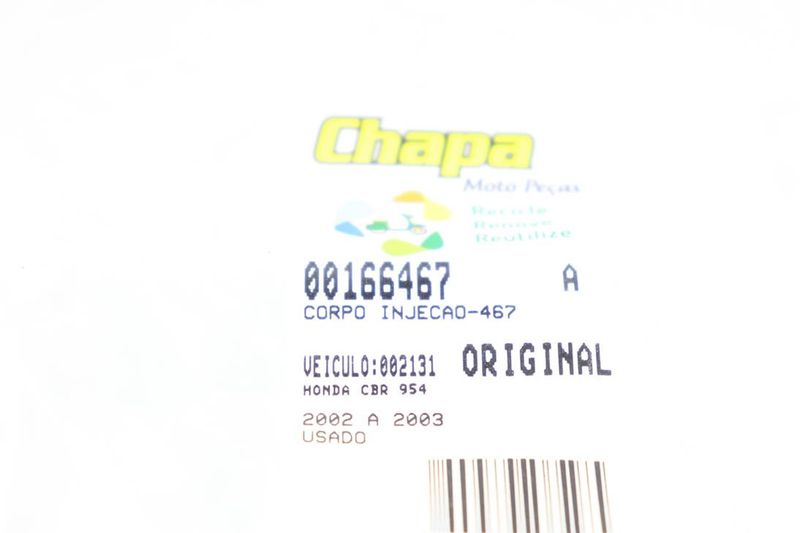 Chapa
Moto Peças
Recicle
Renove
Reutilize
00166467 A
CORPO INJECAO-467
VEICULO:002131 ORIGINAL
HONDA CBR 954
2002 A 2003
USADO